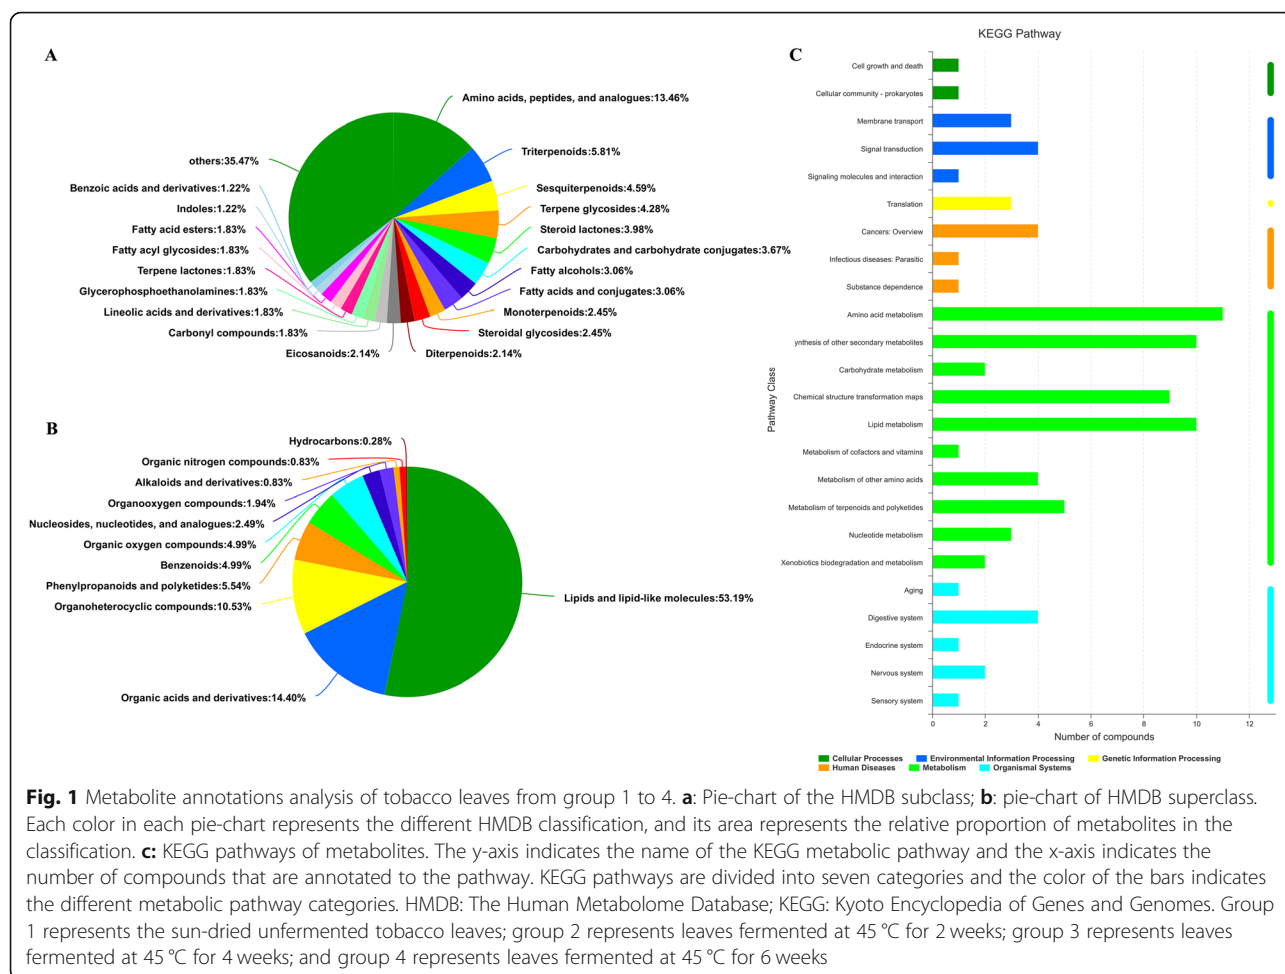 A
Amino acids, peptides, and analogues:13.46%
Triterpenoids:5.81%
Sesquiterpenoids:4.59%
Terpene glycosides:4.28%
Steroid lactones:3.98%
Carbohydrates and carbohydrate conjugates:3.67%
Fatty alcohols:3.06%
Fatty acids and conjugates:3.06%
Monoterpenoids:2.45%
Steroidal glycosides:2.45%
Diterpenoids:2.14%
Eicosanoids:2.14%
Carbonyl compounds:1.83%
Lineolic acids and derivatives:1.83%
Glycerophosphoethanolamines:1.83%
Terpene lactones:1.83%
Fatty acyl glycosides:1.83%
Fatty acid esters:1.83%
Indoles:1.22%
Benzoic acids and derivatives:1.22%
others:35.47%
B
Hydrocarbons:0.28%
Organic nitrogen compounds:0.83%
Alkaloids and derivatives:0.83%
Organooxygen compounds:1.94%
Nucleosides, nucleotides, and analogues:2.49%
Organic oxygen compounds:4.99%
Benzenoids:4.99%
Phenylpropanoids and polyketides:5.54%
Organoheterocyclic compounds:10.53%
Organic acids and derivatives:14.40%
Lipids and lipid-like molecules:53.19%
C
KEGG Pathway
Pathway Class
Cell growth and death
Cellular community - prokaryotes
Membrane transport
Signal transduction
Signaling molecules and interaction
Translation
Cancers: Overview
Infectious diseases: Parasitic
Substance dependence
Amino acid metabolism
ynthesis of other secondary metabolites
Carbohydrate metabolism
Chemical structure transformation maps
Lipid metabolism
Metabolism of cofactors and vitamins
Metabolism of other amino acids
Metabolism of terpenoids and polyketides
Nucleotide metabolism
Xenobiotics biodegradation and metabolism
Aging
Digestive system
Endocrine system
Nervous system
Sensory system
0 2 4 6 8 10 12
Number of compounds
Cellular Processes Environmental Information Processing Genetic Information Processing
Human Diseases Metabolism Organismal Systems
Fig. 1 Metabolite annotations analysis of tobacco leaves from group 1 to 4. a: Pie-chart of the HMDB subclass; b: pie-chart of HMDB superclass.
Each color in each pie-chart represents the different HMDB classification, and its area represents the relative proportion of metabolites in the
classification. c: KEGG pathways of metabolites. The y-axis indicates the name of the KEGG metabolic pathway and the x-axis indicates the
number of compounds that are annotated to the pathway. KEGG pathways are divided into seven categories and the color of the bars indicates
the different metabolic pathway categories. HMDB: The Human Metabolome Database; KEGG: Kyoto Encyclopedia of Genes and Genomes. Group
1 represents the sun-dried unfermented tobacco leaves; group 2 represents leaves fermented at 45 °C for 2 weeks; group 3 represents leaves
fermented at 45 °C for 4 weeks; and group 4 represents leaves fermented at 45 °C for 6 weeks